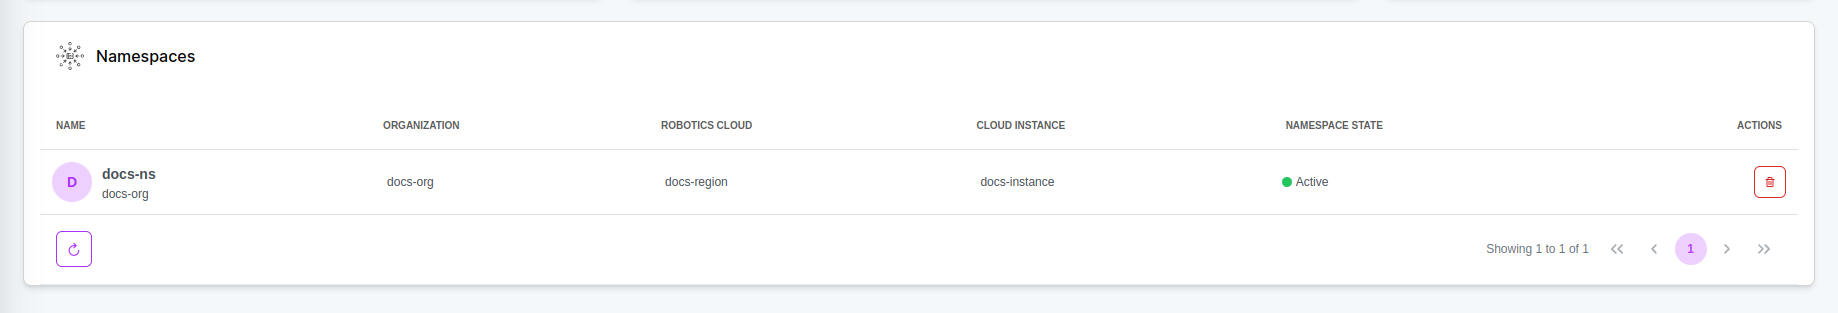 Namespaces
NAME ORGANIZATION ROBOTICS CLOUD CLOUD INSTANCE NAMESPACE STATE ACTIONS
D docs-ns
docs-org docs-org docs-region docs-instance Active
Showing 1 to 1 of 1 1